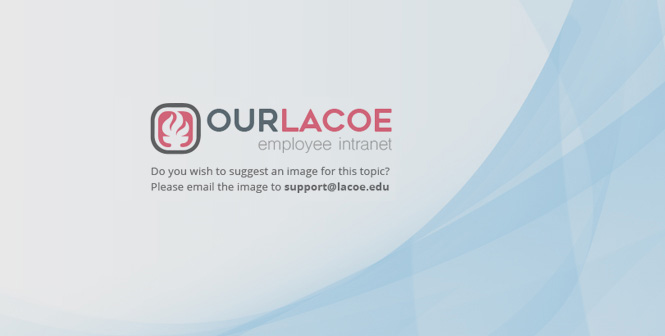 OURLACOE
employee intranet
Do you wish to suggest an image for this topic?
Please email the image to support@lacoe.edu